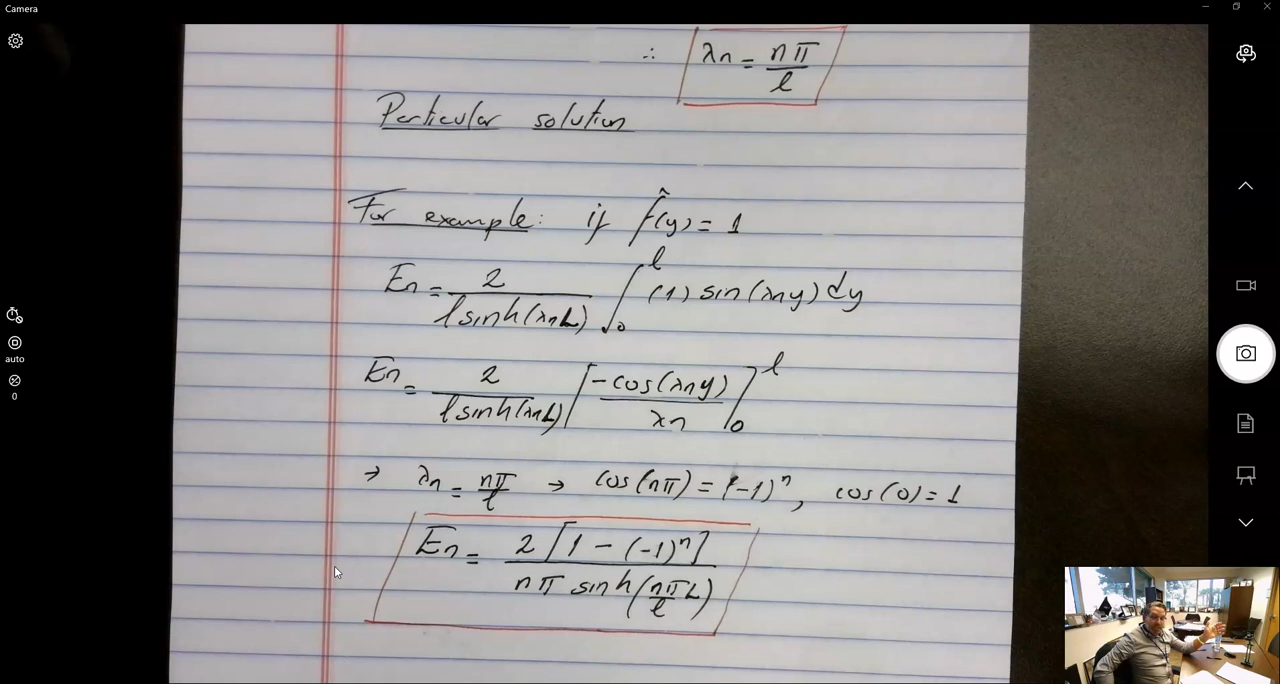 Camera
∴ λn = nπ/l
Particular solution
For example: if f̂(y) = 1
En = 2/(l sinh(λnL)) ∫₀ˡ (1) sin(λny) dy
En = 2/(l sinh(λnL)) [-cos(λny)/λn]₀ˡ
→ λn = nπ/l → cos(nπ) = (-1)ⁿ, cos(0) = 1
En = 2[1 - (-1)ⁿ]/(nπ sinh(nπL/l))
auto
0